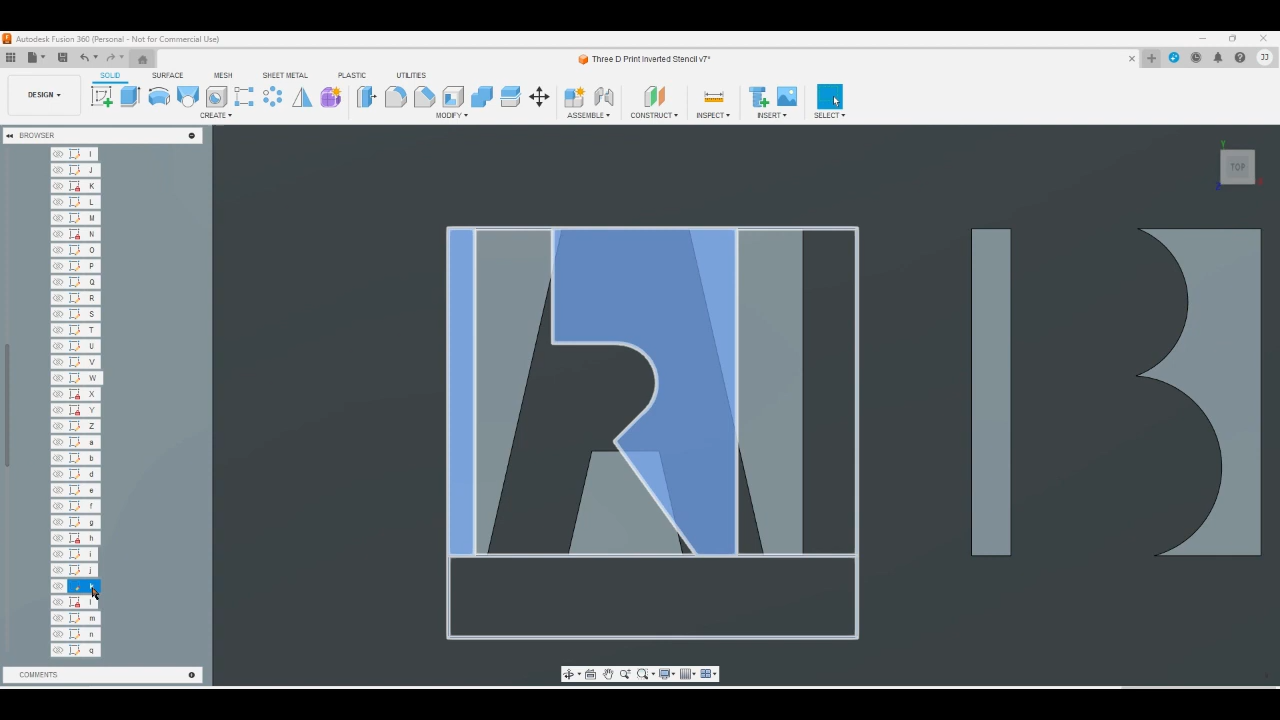 Autodesk Fusion 360 (Personal - Not for Commercial Use)
Three D Print Inverted Stencil v7*
JJ
SOLID SURFACE MESH SHEET METAL PLASTIC UTILITIES
DESIGN
CREATE MODIFY ASSEMBLE CONSTRUCT INSPECT INSERT SELECT
BROWSER
I
J
K
L
M
N
O
P
Q
R
S
T
U
V
W
X
Y
Z
a
b
d
e
f
g
h
i
j
l
m
n
q
COMMENTS
Y
TOP
Z